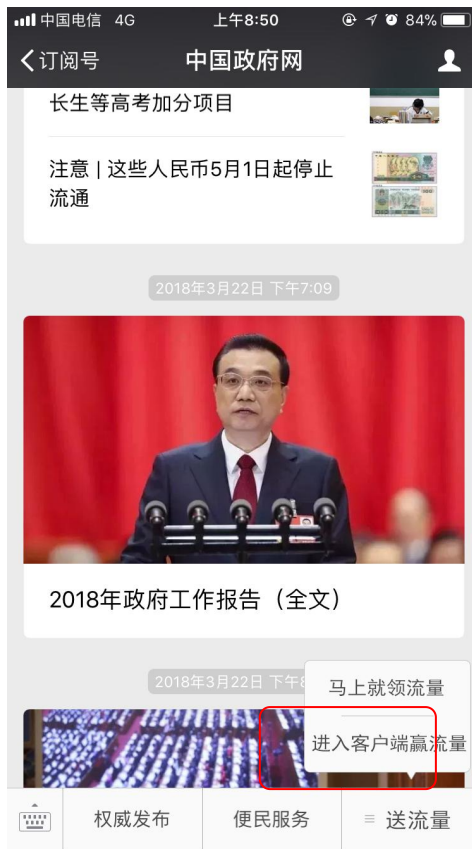 中国电信 4G 上午8:50 84%
订阅号 中国政府网
长生等高考加分项目
注意 | 这些人民币5月1日起停止
流通
2018年3月22日 下午7:09
2018年政府工作报告（全文）
2018年3月22日 下午8
马上就领流量
进入客户端赢流量
权威发布 便民服务 送流量